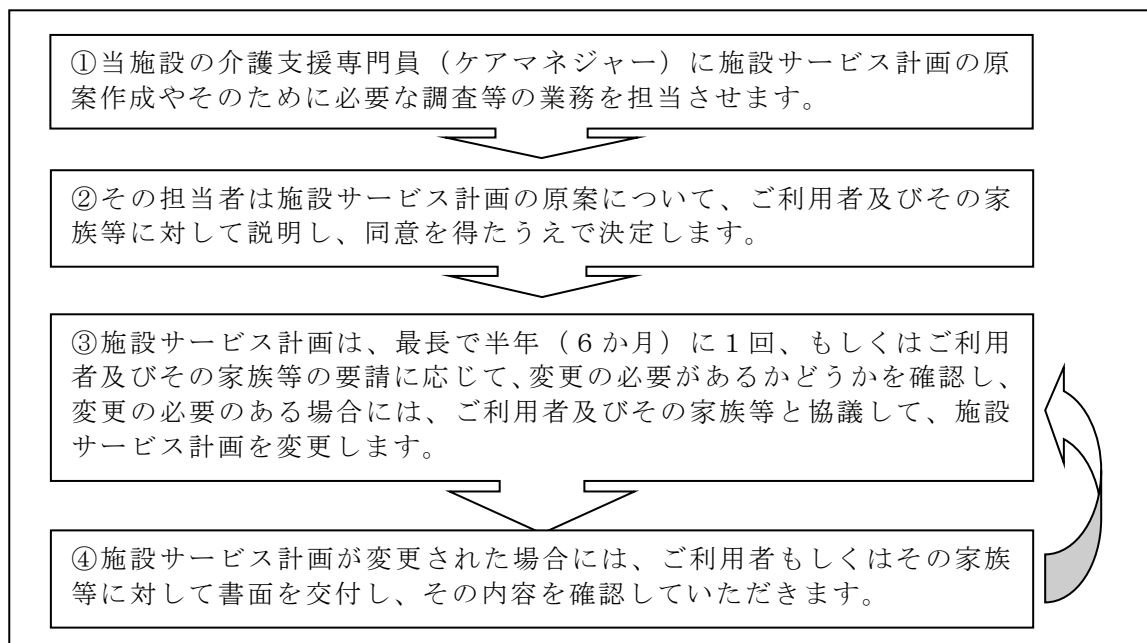 ①当施設の介護支援専門員（ケアマネジャー）に施設サービス計画の原
案作成やそのために必要な調査等の業務を担当させます。
②その担当者は施設サービス計画の原案について、ご利用者及びその家
族等に対して説明し、同意を得たうえで決定します。
③施設サービス計画は、最長で半年（６か月）に１回、もしくはご利用
者及びその家族等の要請に応じて、変更の必要があるかどうかを確認し、
変更の必要のある場合には、ご利用者及びその家族等と協議して、施設
サービス計画を変更します。
④施設サービス計画が変更された場合には、ご利用者もしくはその家族
等に対して書面を交付し、その内容を確認していただきます。